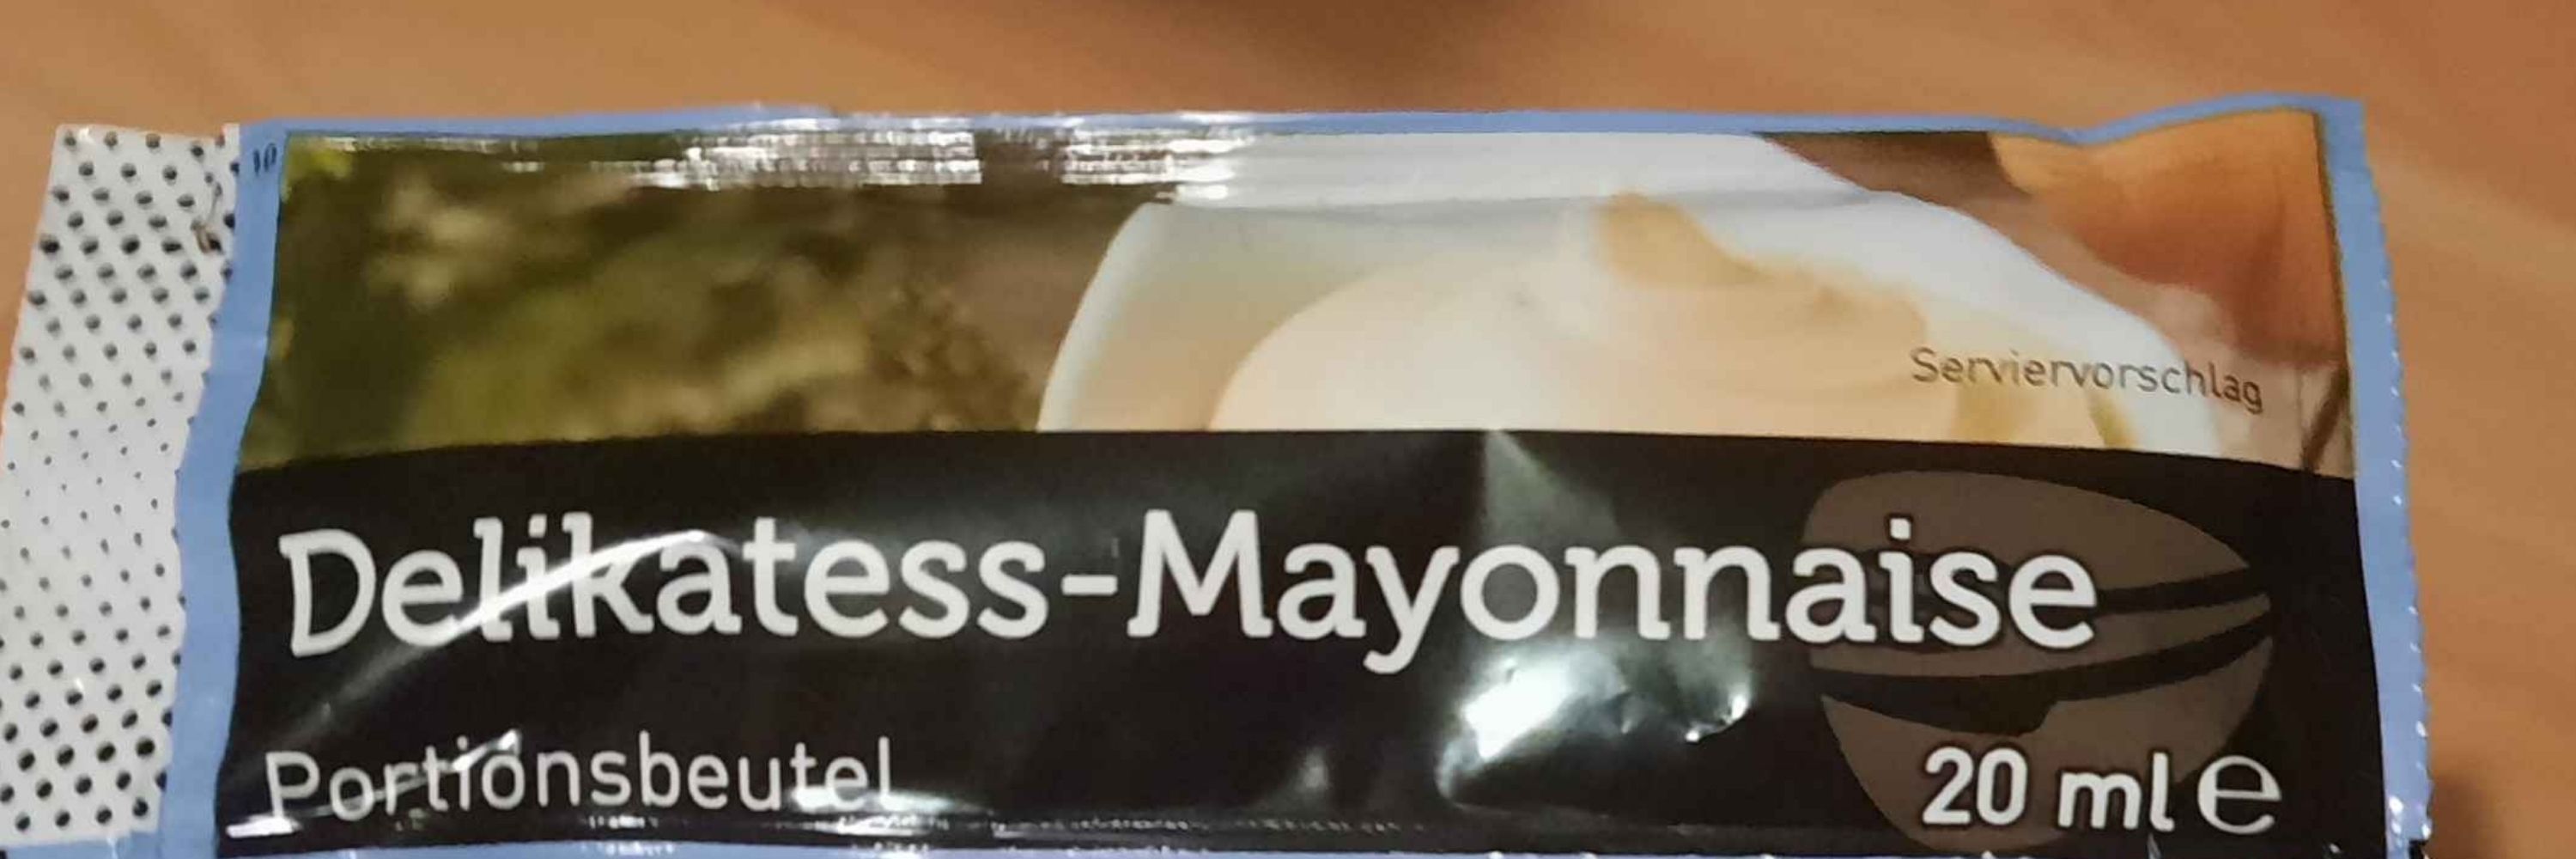 Serviervorschlag
Delikatess-Mayonnaise
Portionsbeutel
20 ml e